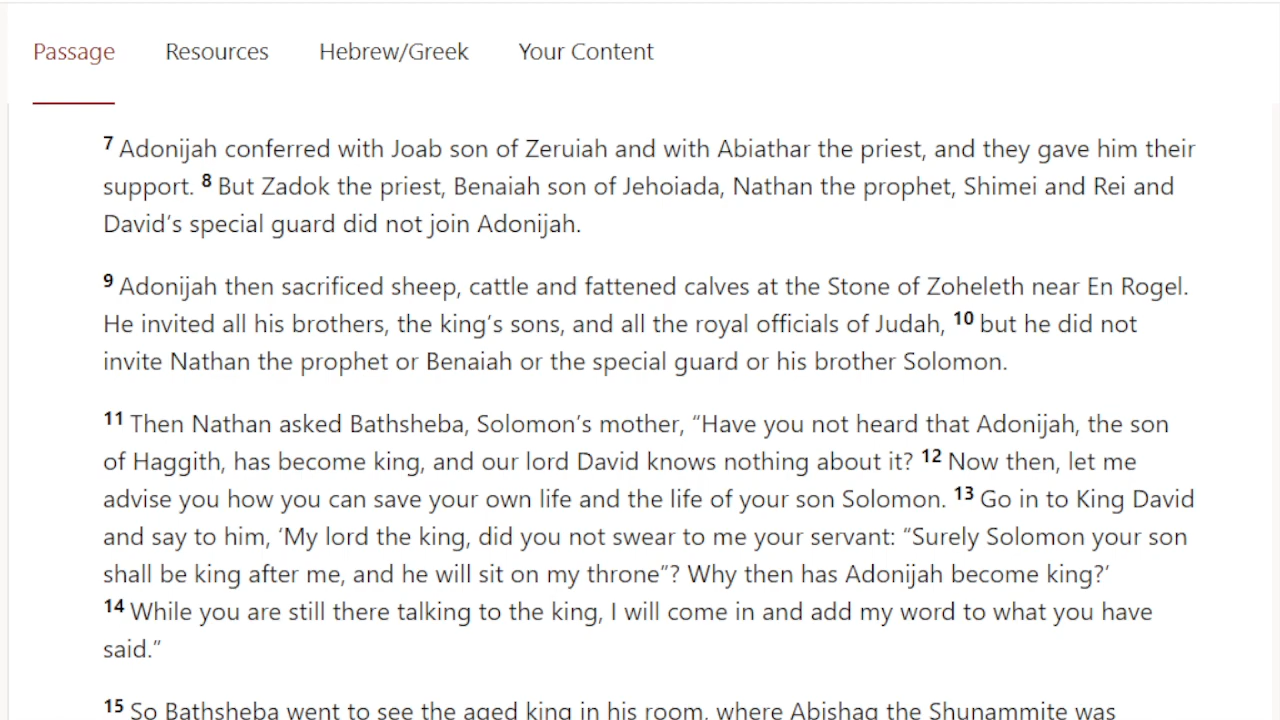 Passage Resources Hebrew/Greek Your Content
7 Adonijah conferred with Joab son of Zeruiah and with Abiathar the priest, and they gave him their
support. 8 But Zadok the priest, Benaiah son of Jehoiada, Nathan the prophet, Shimei and Rei and
David’s special guard did not join Adonijah.
9 Adonijah then sacrificed sheep, cattle and fattened calves at the Stone of Zoheleth near En Rogel.
He invited all his brothers, the king’s sons, and all the royal officials of Judah, 10 but he did not
invite Nathan the prophet or Benaiah or the special guard or his brother Solomon.
11 Then Nathan asked Bathsheba, Solomon’s mother, “Have you not heard that Adonijah, the son
of Haggith, has become king, and our lord David knows nothing about it? 12 Now then, let me
advise you how you can save your own life and the life of your son Solomon. 13 Go in to King David
and say to him, ‘My lord the king, did you not swear to me your servant: “Surely Solomon your son
shall be king after me, and he will sit on my throne”? Why then has Adonijah become king?’
14 While you are still there talking to the king, I will come in and add my word to what you have
said.”
15 So Bathsheba went to see the aged king in his room, where Abishag the Shunammite was